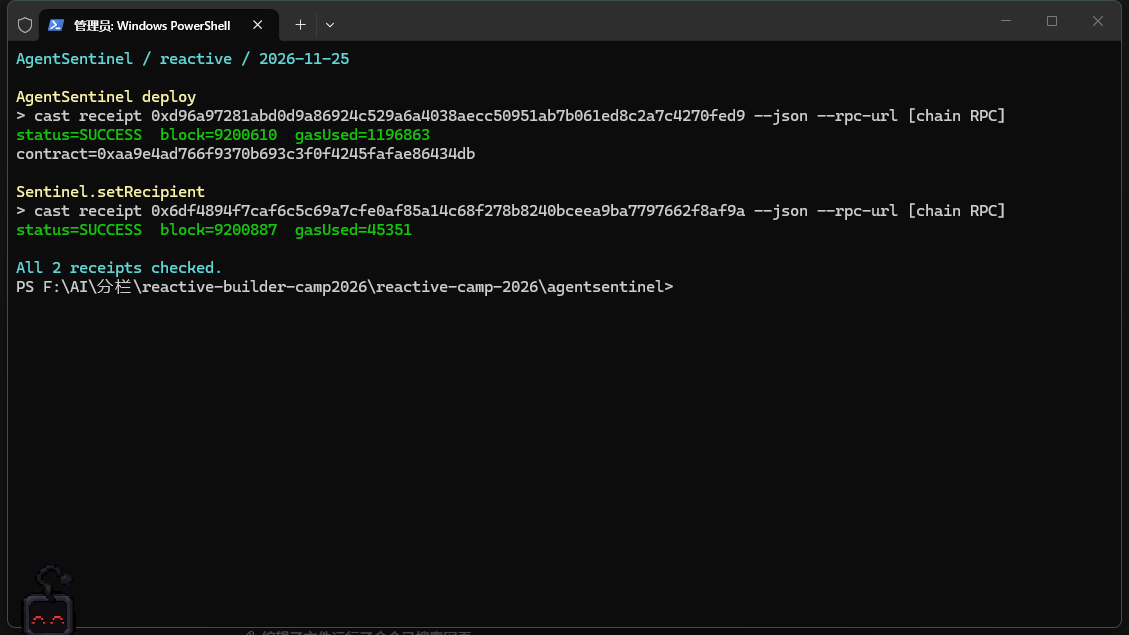 管理员: Windows PowerShell
AgentSentinel / reactive / 2026-11-25
AgentSentinel deploy
> cast receipt 0xd96a97281abd0d9a86924c529a6a4038aecc50951ab7b061ed8c2a7c4270fed9 --json --rpc-url [chain RPC]
status=SUCCESS  block=9200610  gasUsed=1196863
contract=0xaa9e4ad766f9370b693c3f0f4245fafae86434db
Sentinel.setRecipient
> cast receipt 0x6df4894f7caf6c5c69a7cfe0af85a14c68f278b8240bceea9ba7797662f8af9a --json --rpc-url [chain RPC]
status=SUCCESS  block=9200887  gasUsed=45351
All 2 receipts checked.
PS F:\AI\分栏\reactive-builder-camp2026\reactive-camp-2026\agentsentinel>